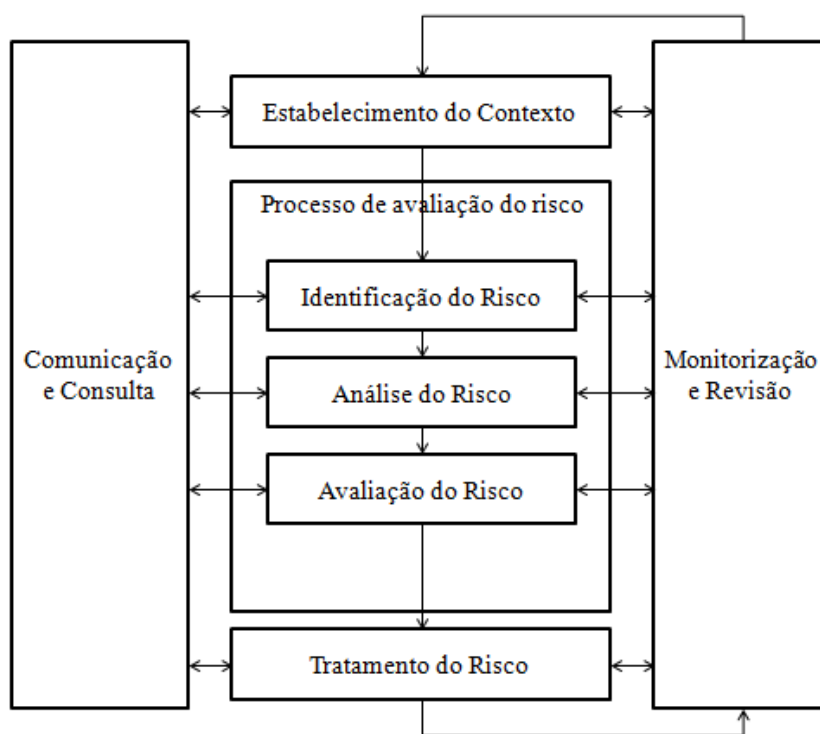 Estabelecimento do Contexto
Processo de avaliação do risco
Identificação do Risco
Comunicação
e Consulta
Análise do Risco
Monitorização
e Revisão
Avaliação do Risco
Tratamento do Risco